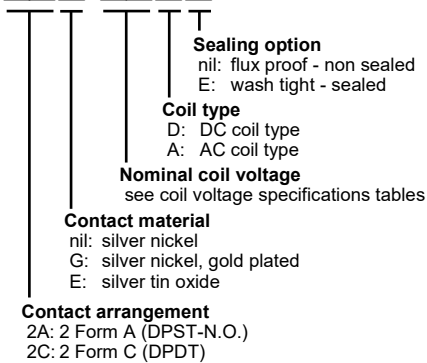 Sealing option
nil: flux proof - non sealed
E: wash tight - sealed
Coil type
D: DC coil type
A: AC coil type
Nominal coil voltage
see coil voltage specifications tables
Contact material
nil: silver nickel
G: silver nickel, gold plated
E: silver tin oxide
Contact arrangement
2A: 2 Form A (DPST-N.O.)
2C: 2 Form C (DPDT)